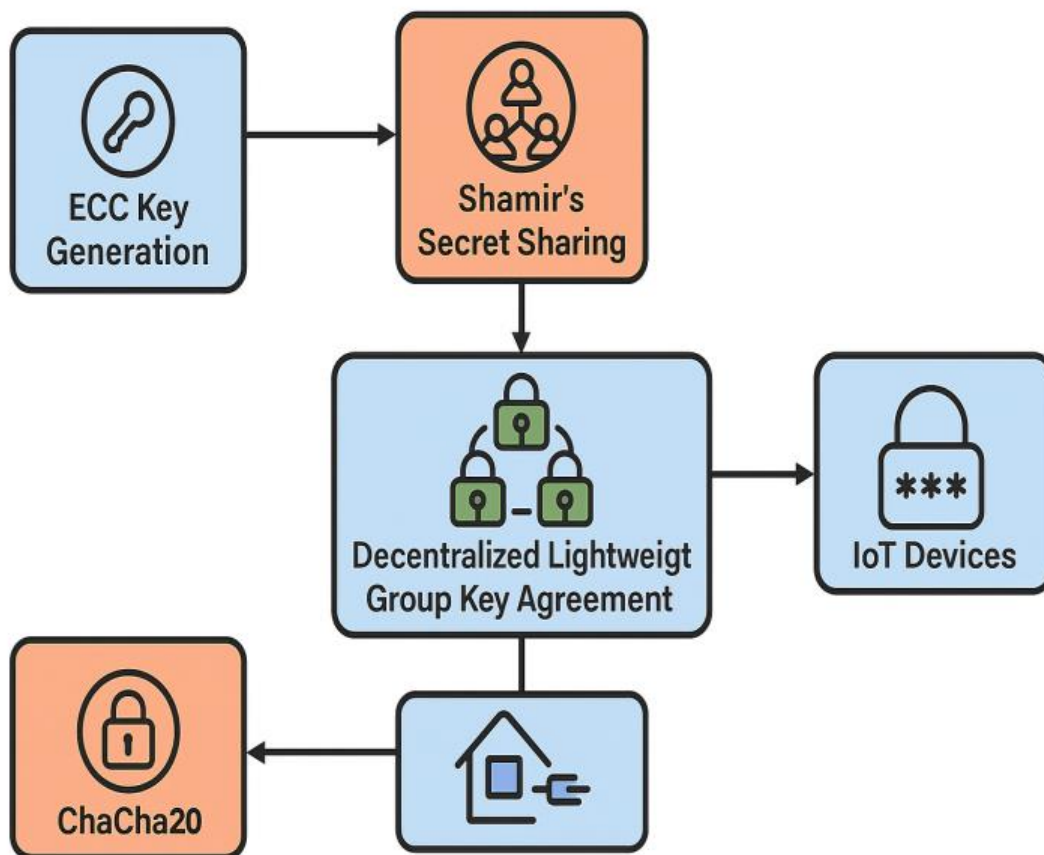 ECC Key
Generation
Shamir's
Secret Sharing
Decentralized Lightweigt
Group Key Agreement
***
IoT Devices
ChaCha20